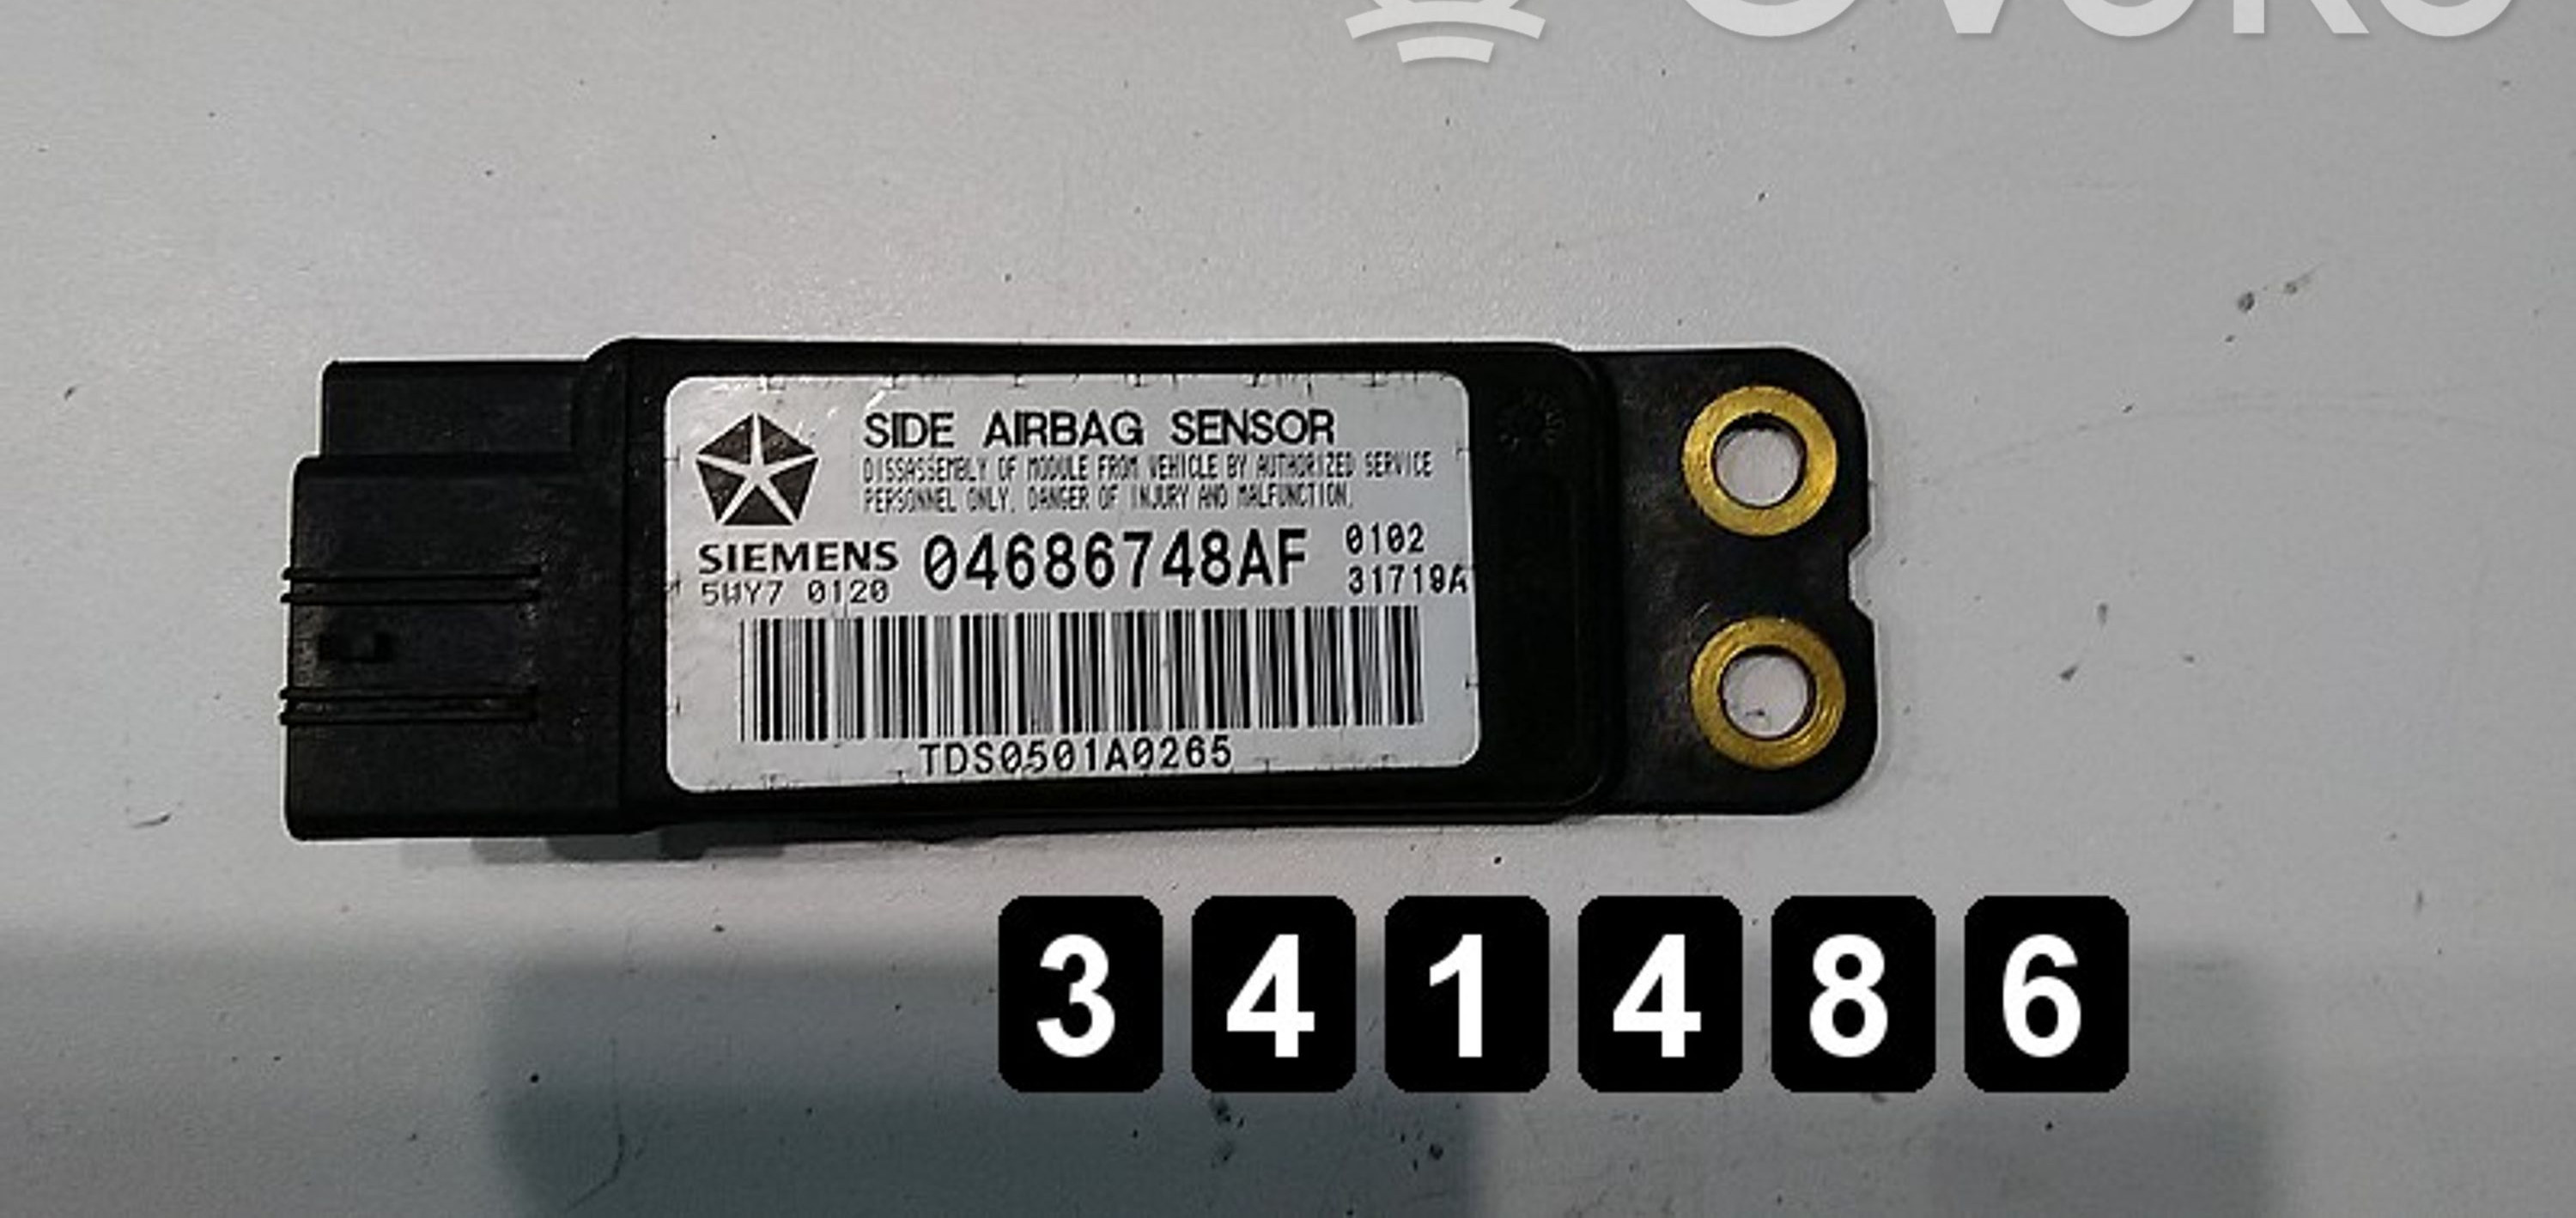 SIDE AIRBAG SENSOR
DISSASSEMBLY OF MODULE FROM VEHICLE BY AUTHORIZED SERVICE
PERSONNEL ONLY. DANGER OF INJURY AND MALFUNCTION.
SIEMENS 04686748AF 0102
5WY7 0120 31719A
TDS0501A0265
341486